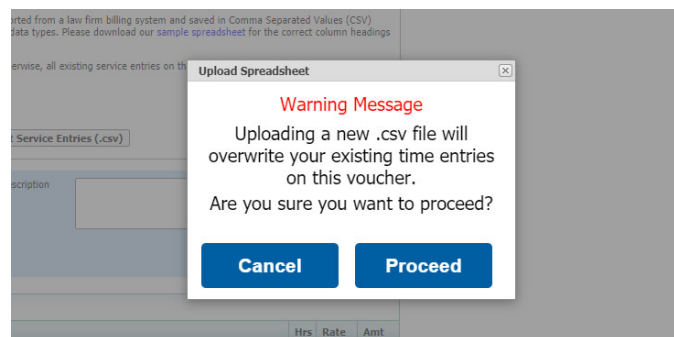 orted from a law firm billing system and saved in Comma Separated Values (CSV)
data types. Please download our sample spreadsheet for the correct column headings
erwise, all existing service entries on th
Upload Spreadsheet
Warning Message
Uploading a new .csv file will
overwrite your existing time entries
on this voucher.
Are you sure you want to proceed?
Service Entries (.csv)
scription
Cancel Proceed
Hrs Rate Amt